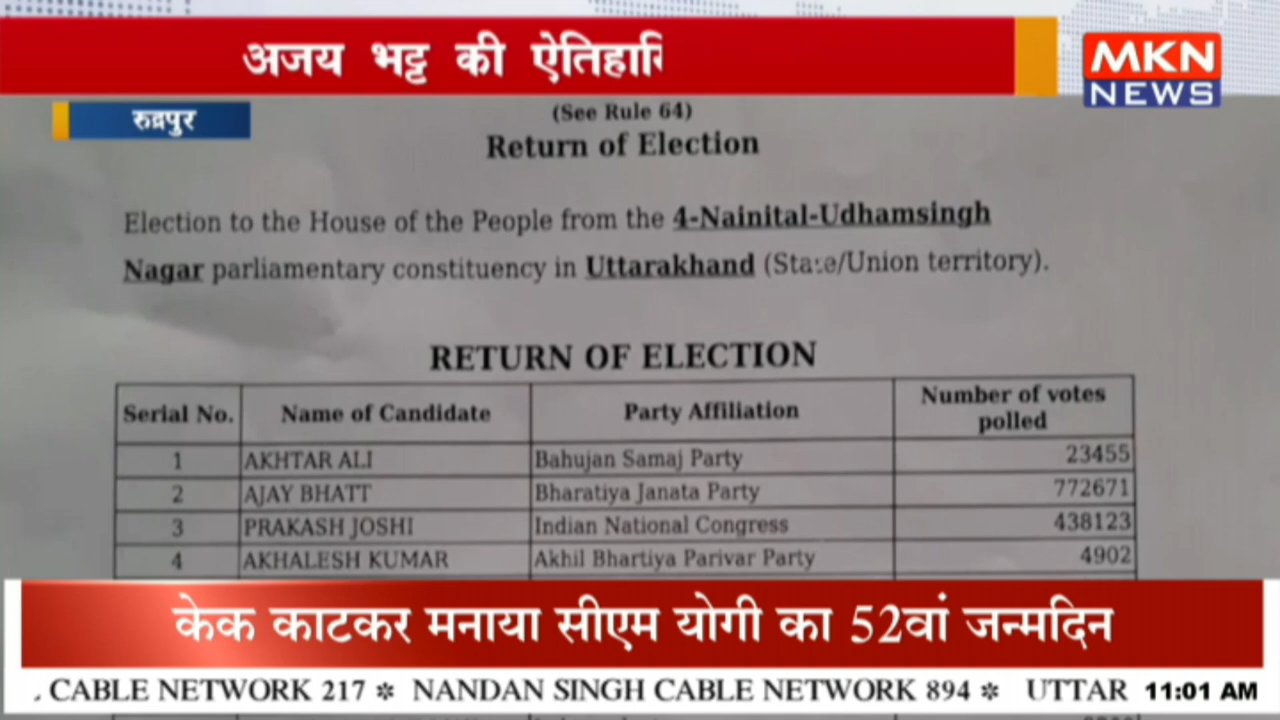 अजय भट्ट की ऐतिहा
MKN
NEWS
रुद्रपुर
(See Rule 64)
Return of Election
Election to the House of the People from the 4-Nainital-Udhamsingh
Nagar parliamentary constituency in Uttarakhand (State/Union territory).
RETURN OF ELECTION
Serial No. Name of Candidate Party Affiliation Number of votes polled
1 AKHTAR ALI Bahujan Samaj Party 23455
2 AJAY BHATT Bharatiya Janata Party 772671
3 PRAKASH JOSHI Indian National Congress 438123
4 AKHALESH KUMAR Akhil Bhartiya Parivar Party 4902
केक काटकर मनाया सीएम योगी का 52वां जन्मदिन
. CABLE NETWORK 217 ✲ NANDAN SINGH CABLE NETWORK 894 ✲ UTTAR 11:01 AM